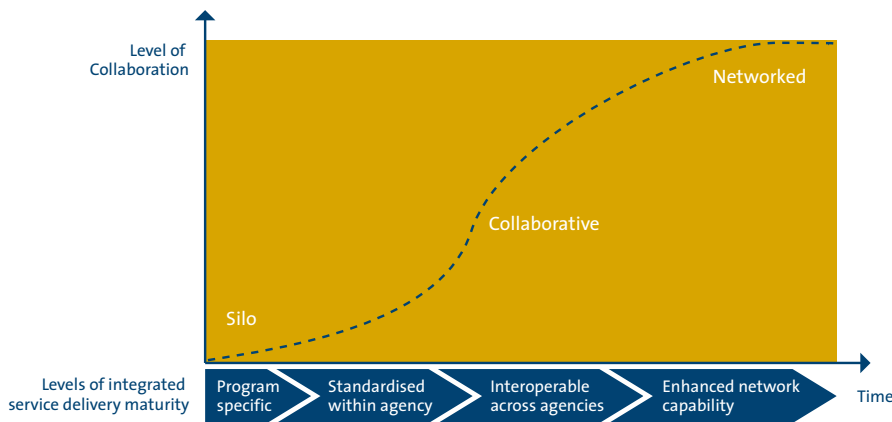 Level of
Collaboration
Networked
Collaborative
Silo
Levels of integrated
service delivery maturity
Program
specific
Standardised
within agency
Interoperable
across agencies
Enhanced network
capability
Time